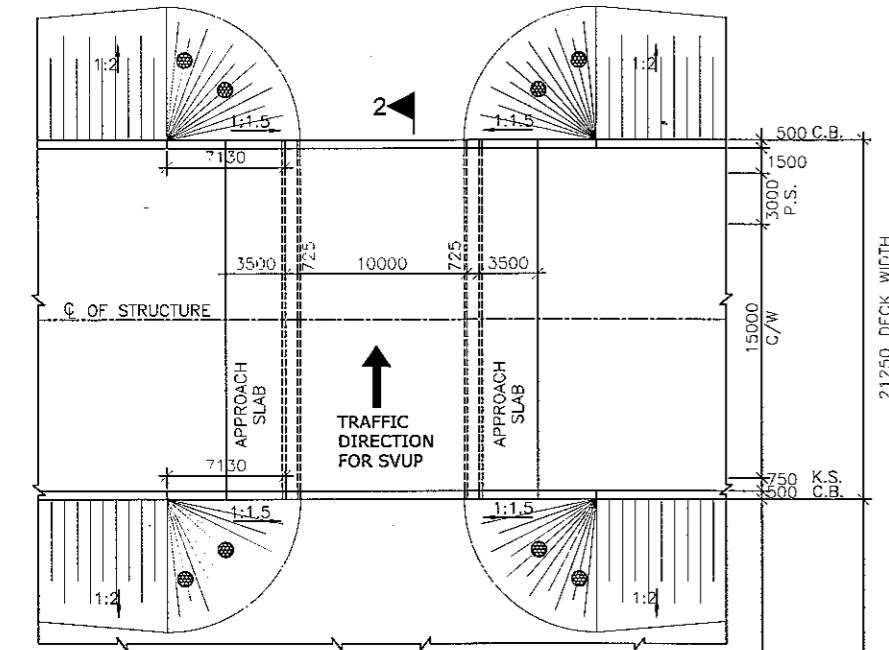 1:2
1:1.5
2
1:1.5
1:2
500 C.B.
7130
1500
3000
P.S.
3500
725
10000
725
3500
℄ OF STRUCTURE
15000
C/W
21250 DECK WIDTH
APPROACH
SLAB
TRAFFIC
DIRECTION
FOR SVUP
APPROACH
SLAB
7130
750 K.S.
500 C.B.
1:1.5
1:1.5
1:2
1:2